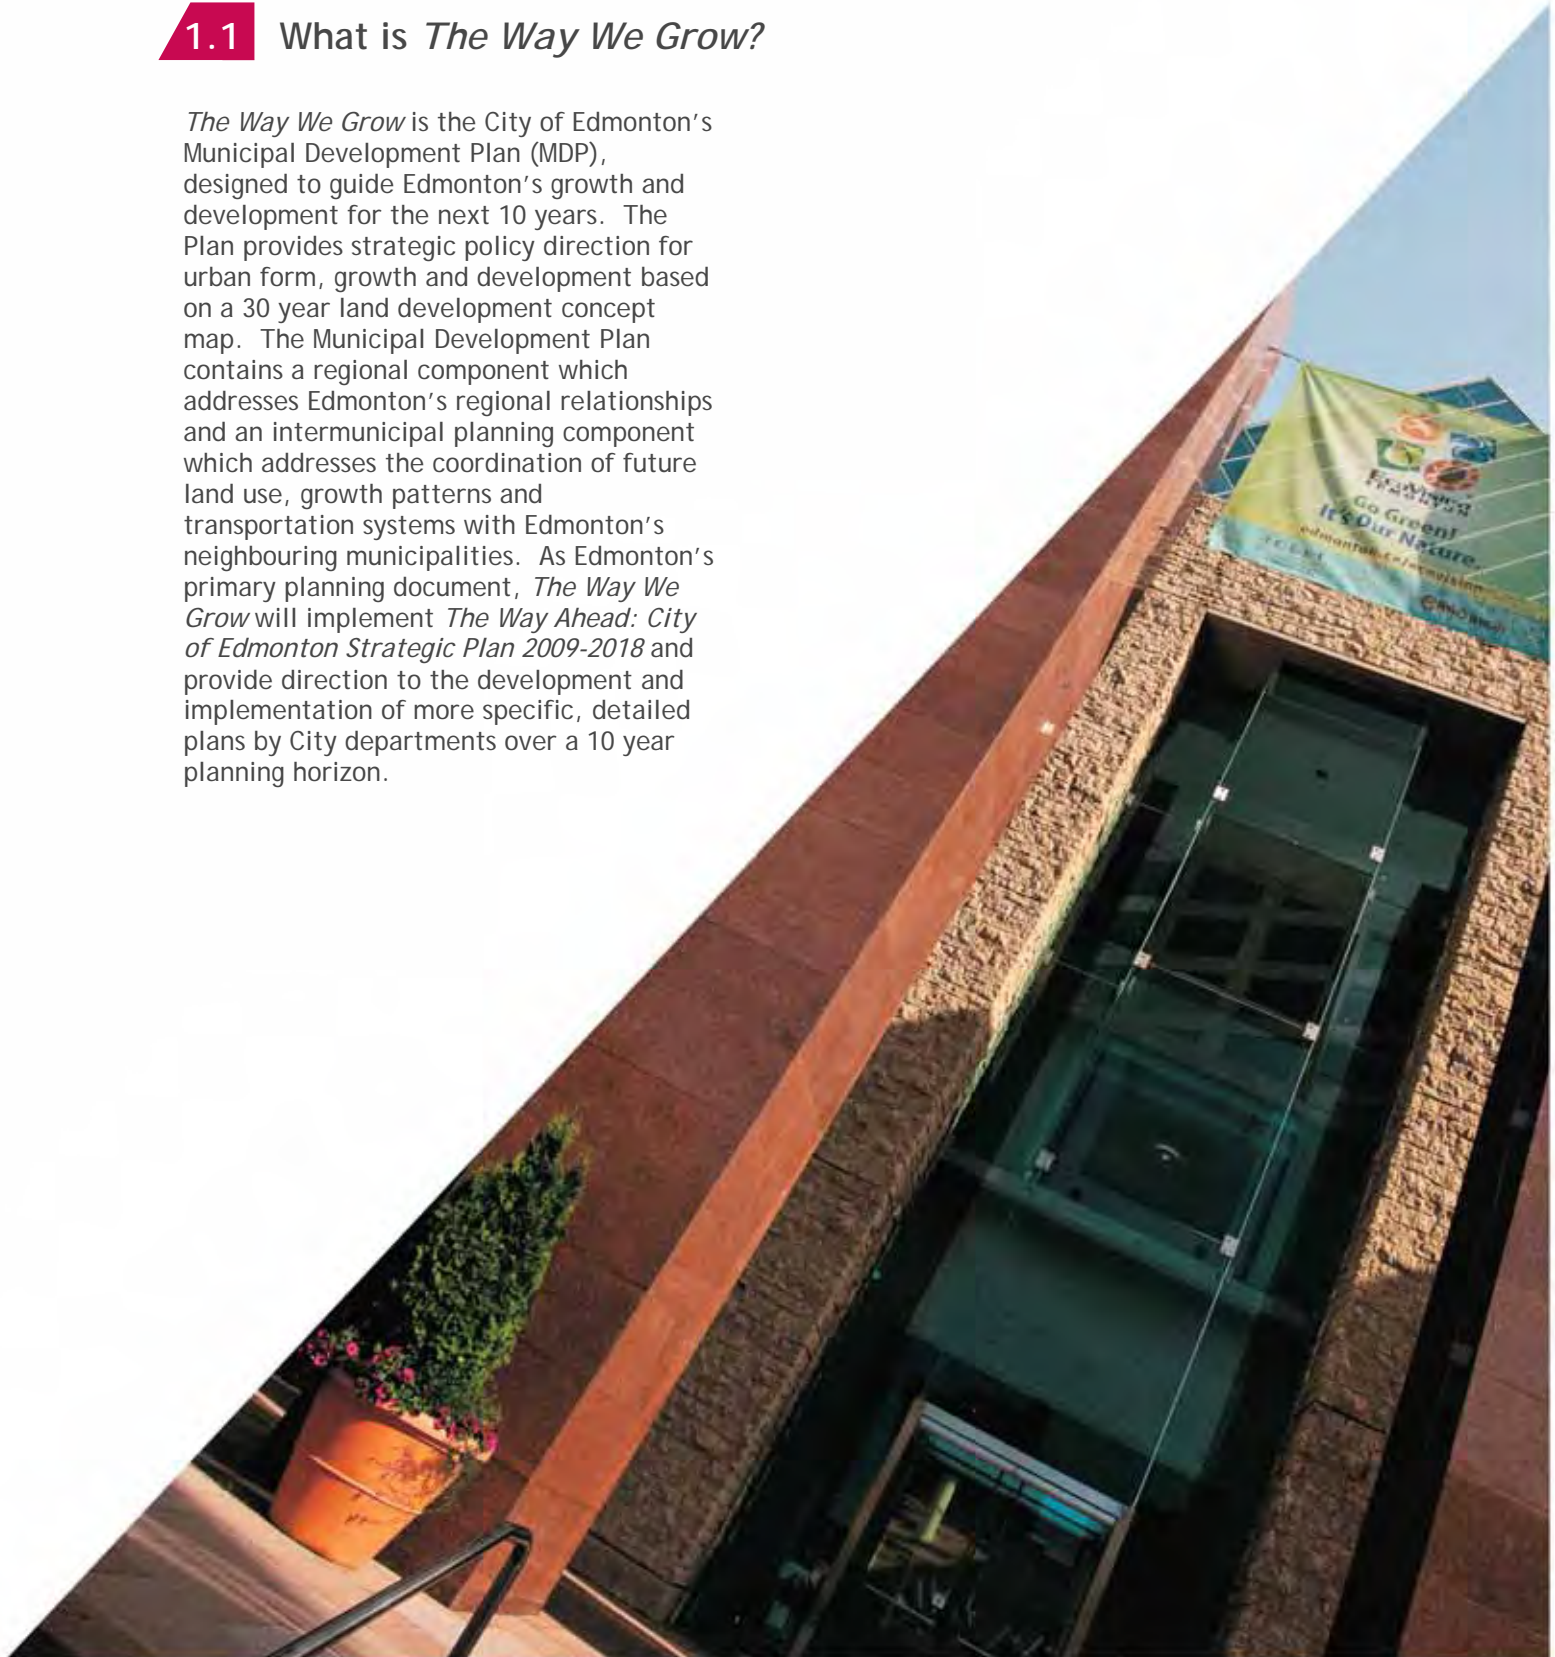 1.1 What is The Way We Grow?
The Way We Grow is the City of Edmonton's
Municipal Development Plan (MDP),
designed to guide Edmonton's growth and
development for the next 10 years. The
Plan provides strategic policy direction for
urban form, growth and development based
on a 30 year land development concept
map. The Municipal Development Plan
contains a regional component which
addresses Edmonton's regional relationships
and an intermunicipal planning component
which addresses the coordination of future
land use, growth patterns and
transportation systems with Edmonton's
neighbouring municipalities. As Edmonton's
primary planning document, The Way We
Grow will implement The Way Ahead: City
of Edmonton Strategic Plan 2009-2018 and
provide direction to the development and
implementation of more specific, detailed
plans by City departments over a 10 year
planning horizon.
EcoVision
EDMONTON
Go Green!
It's Our Nature.
edmonton.ca/ecovision